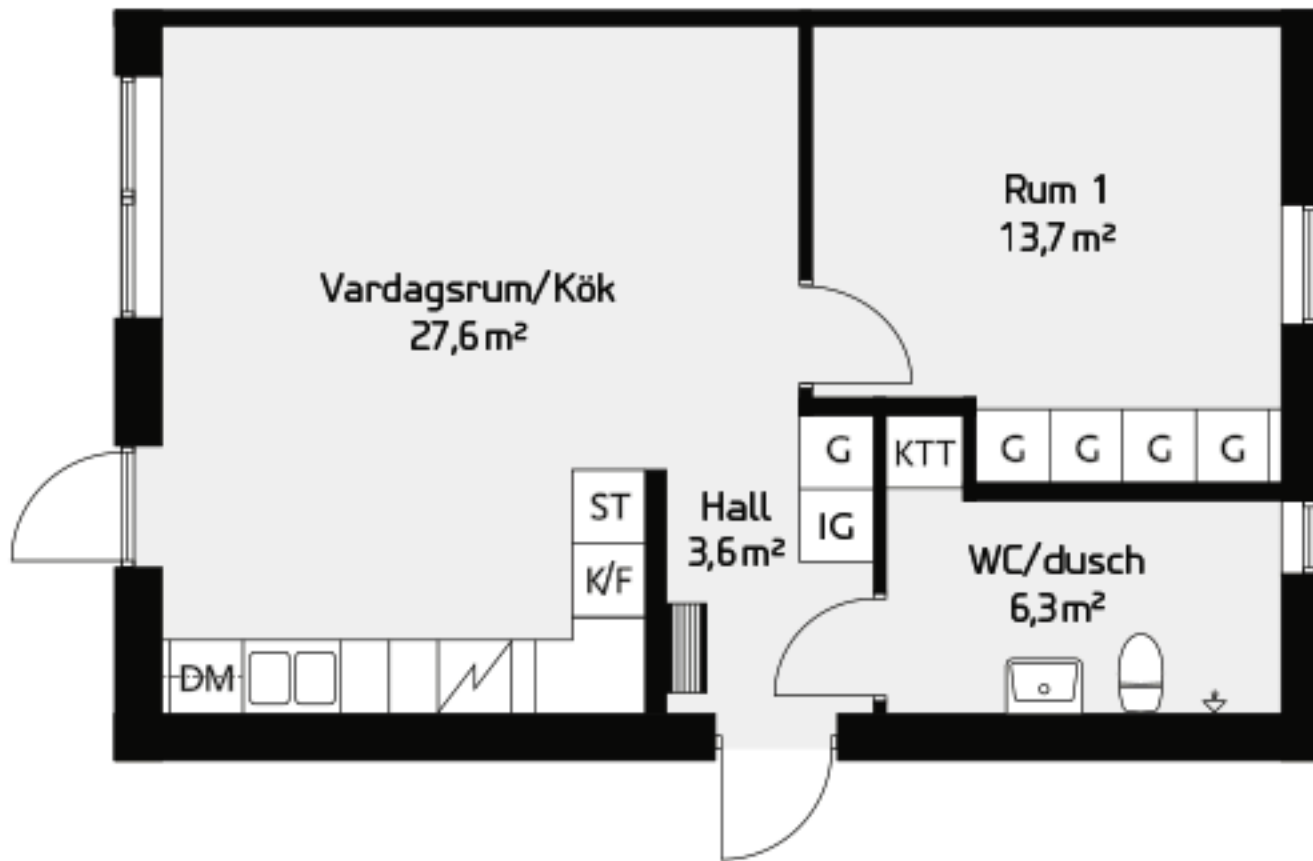 Rum 1
13,7 m²
Vardagsrum/Kök
27,6 m²
G
KTT
G
G
G
G
ST
Hall
3,6 m²
IG
K/F
WC/dusch
6,3 m²
DM